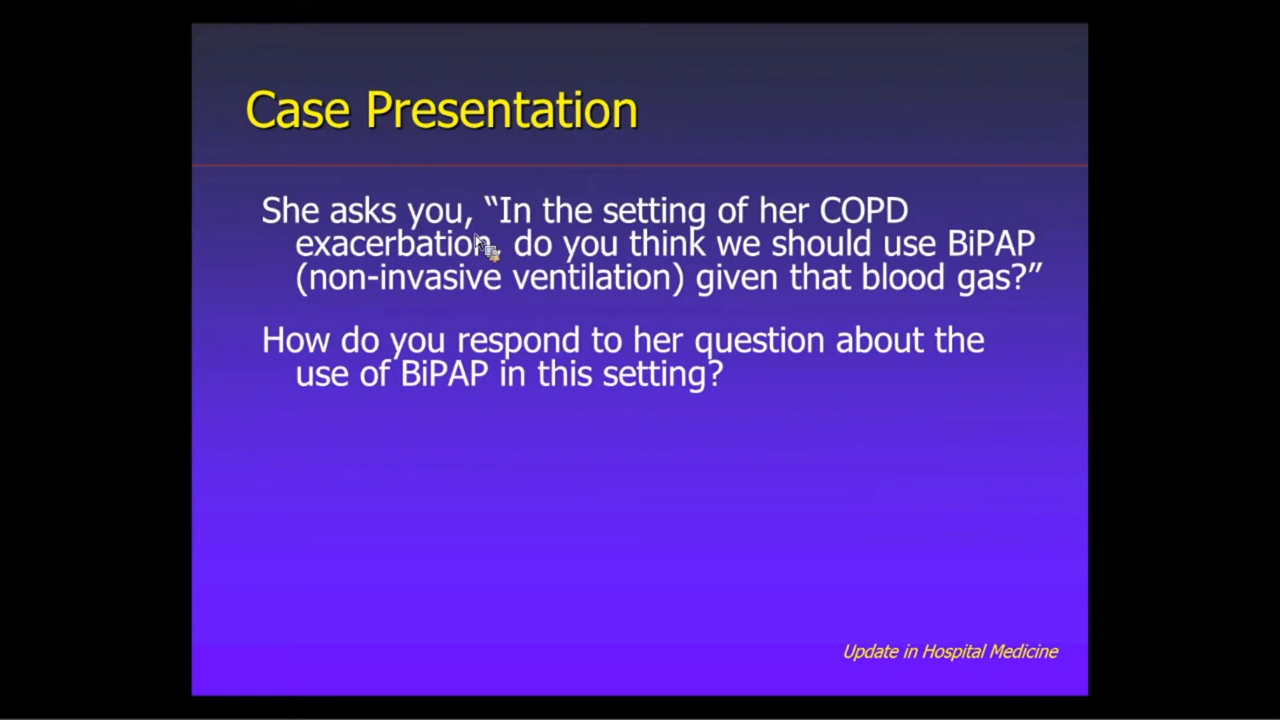 Case Presentation
She asks you, “In the setting of her COPD
exacerbation, do you think we should use BiPAP
(non-invasive ventilation) given that blood gas?”
How do you respond to her question about the
use of BiPAP in this setting?
Update in Hospital Medicine